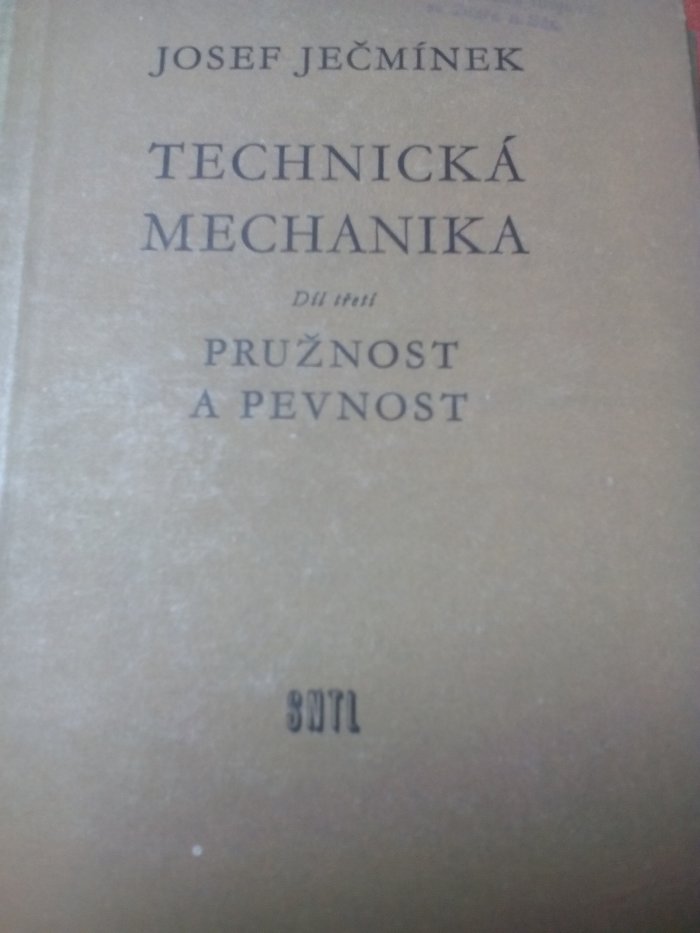 JOSEF JEČMÍNEK
TECHNICKÁ
MECHANIKA
Díl třetí
PRUŽNOST
A PEVNOST
SNTL